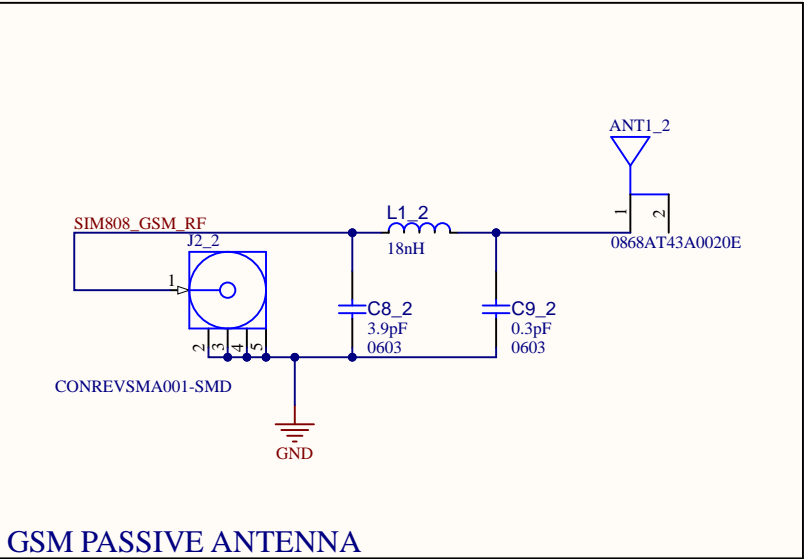 ANT1_2
1
2
0868AT43A0020E
SIM808_GSM_RF
L1_2
18nH
J2_2
1
2
3
4
5
C8_2
3.9pF
0603
C9_2
0.3pF
0603
CONREVSMA001-SMD
GND
GSM PASSIVE ANTENNA